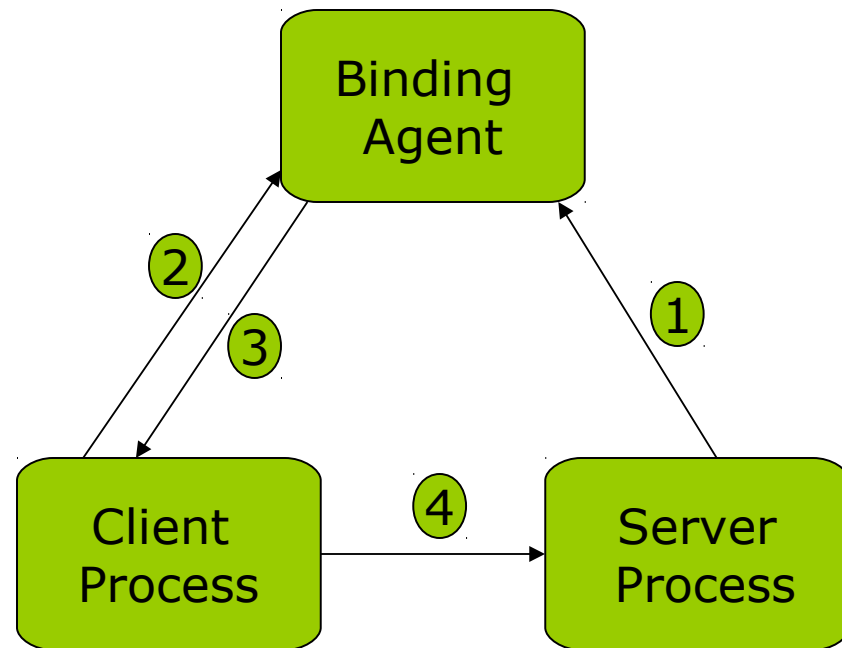 Binding
Agent
2
1
3
4
Client
Process
Server
Process